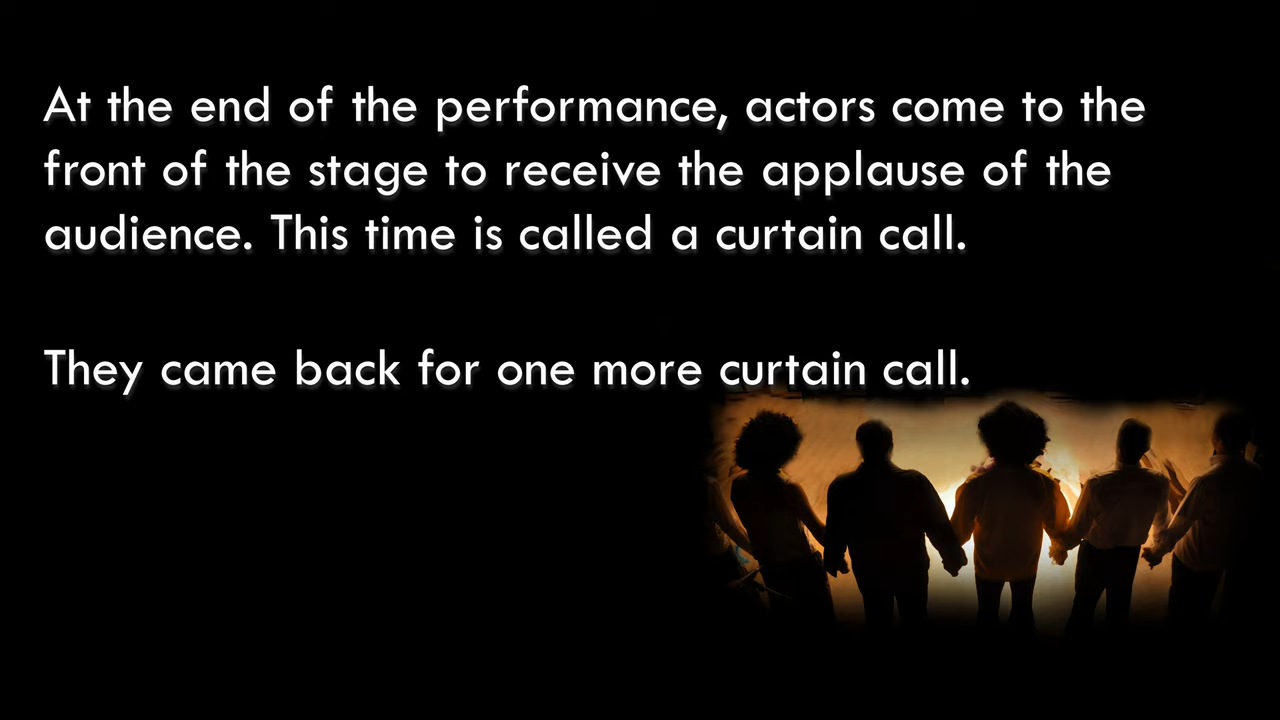 At the end of the performance, actors come to the
front of the stage to receive the applause of the
audience. This time is called a curtain call.
They came back for one more curtain call.